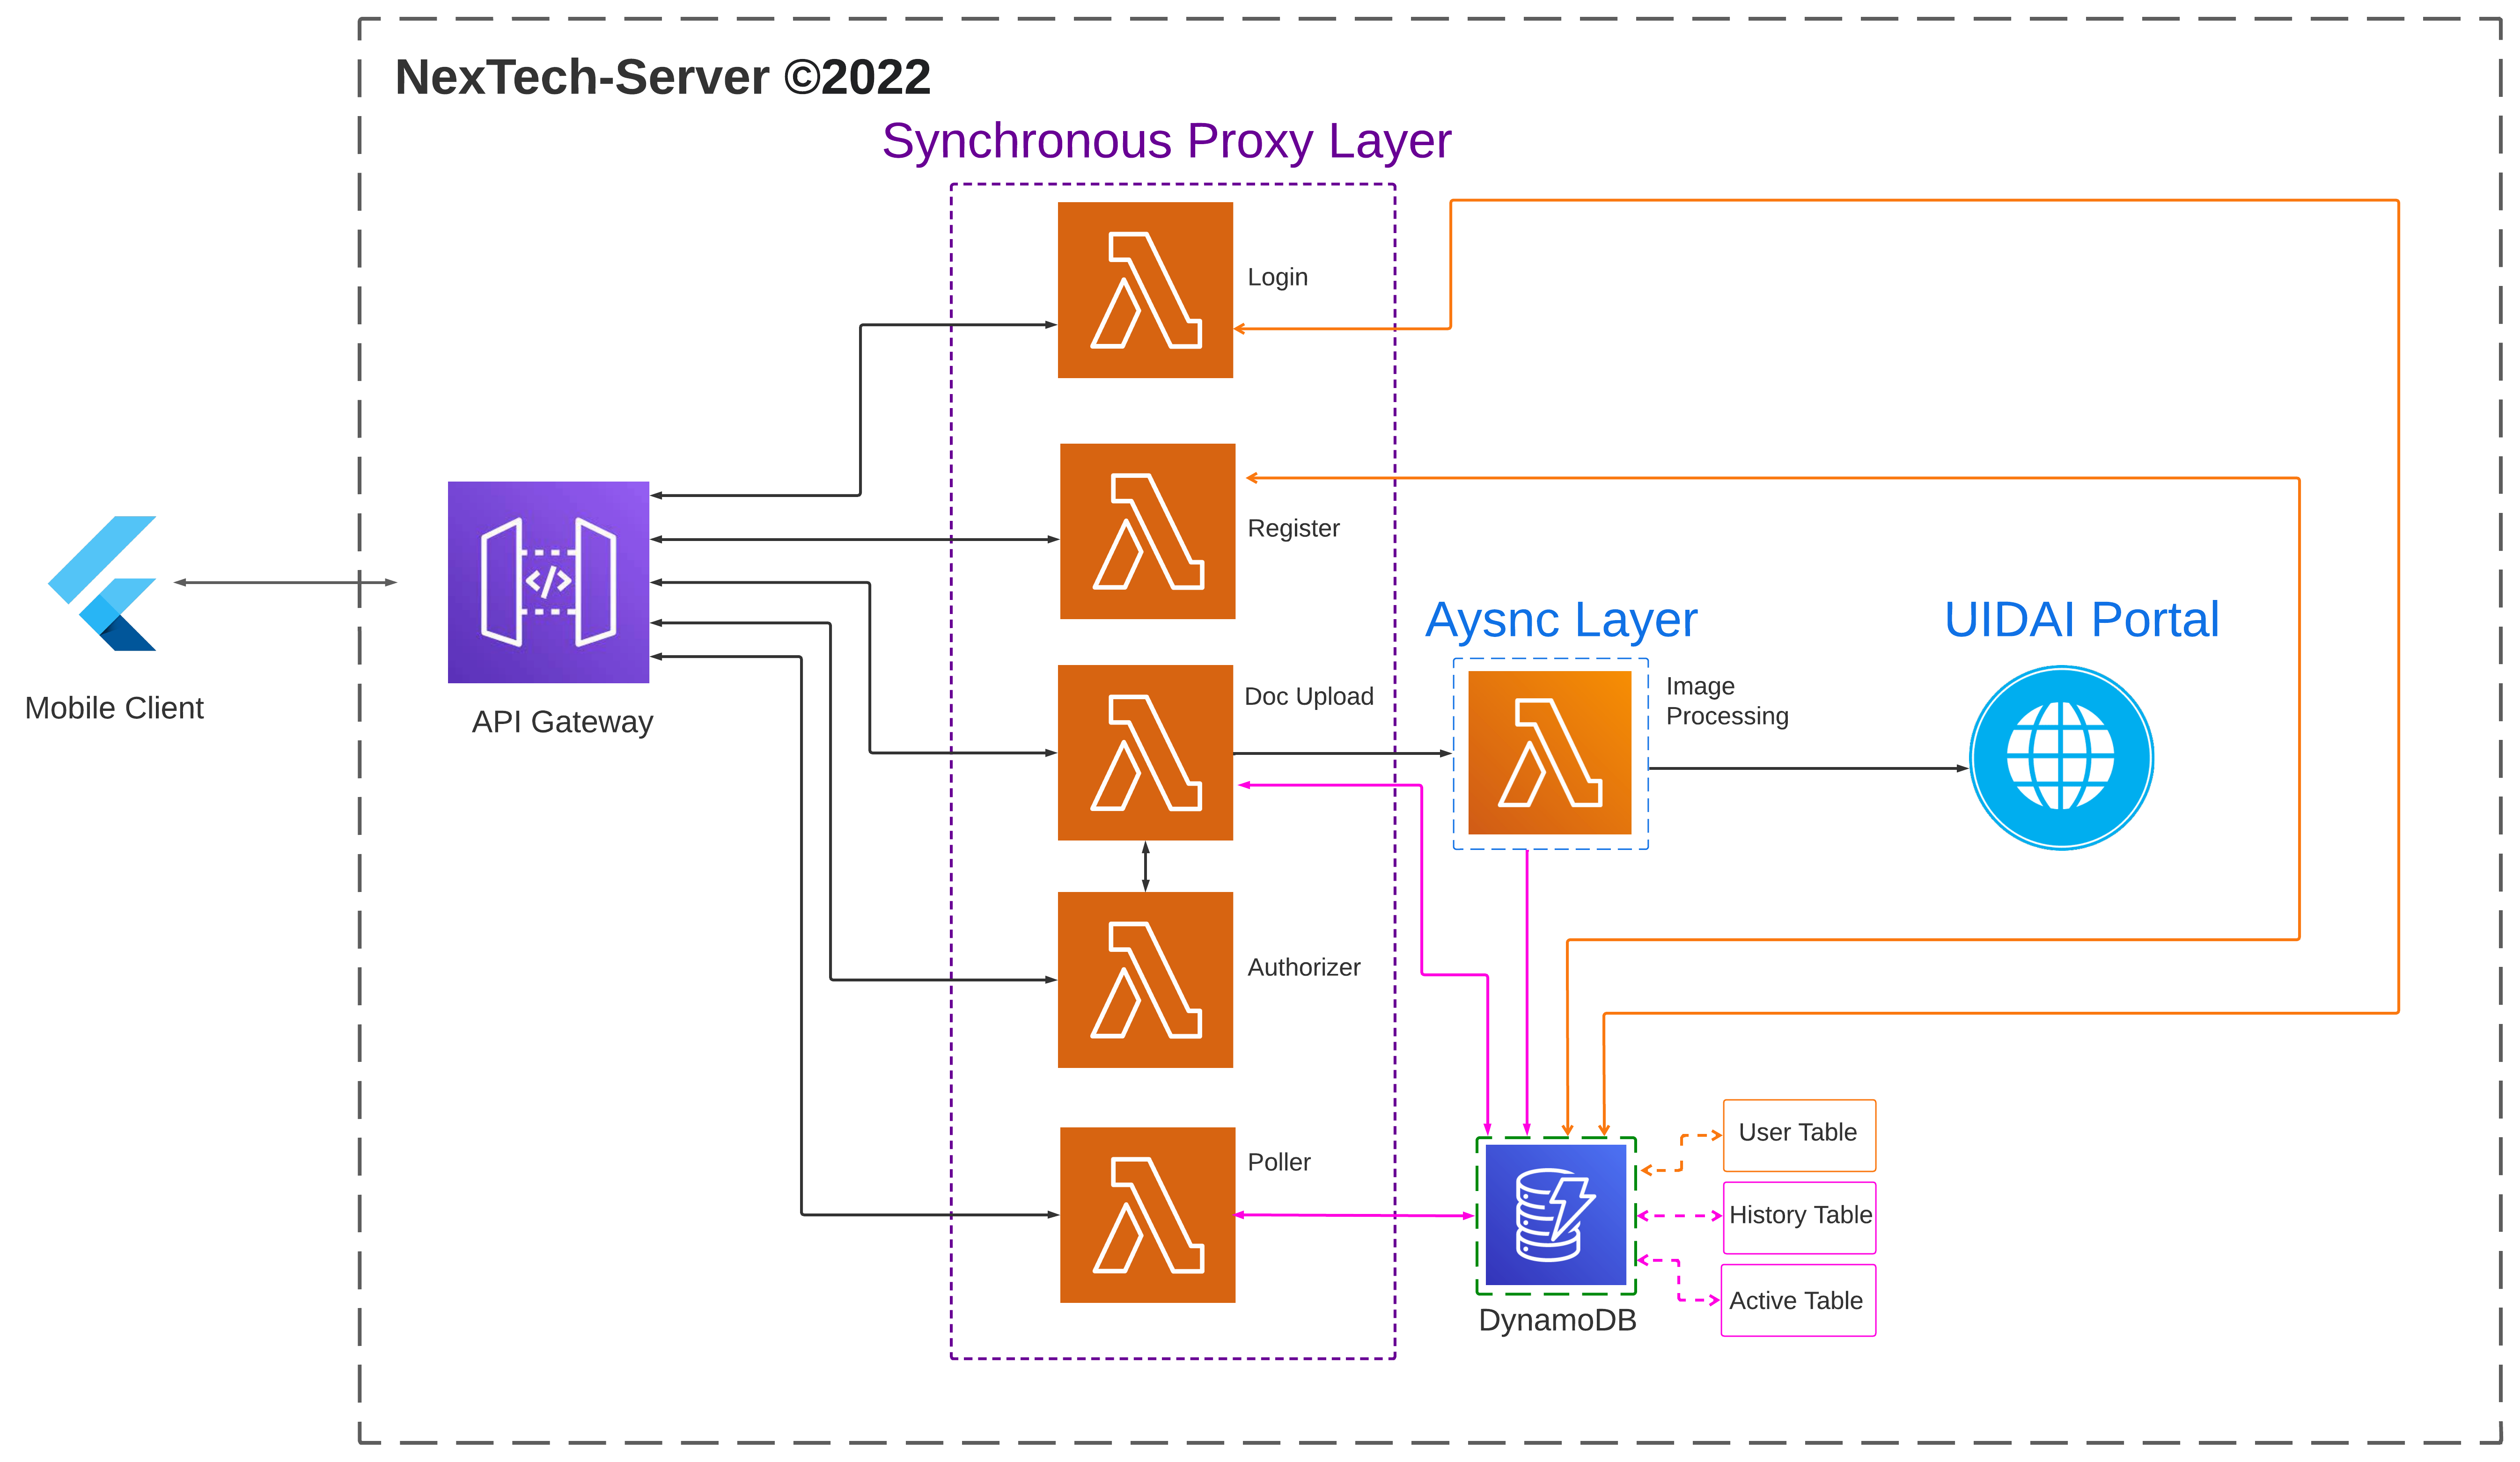 NexTech-Server ©2022
Synchronous Proxy Layer
Login
Register
Aysnc Layer
UIDAI Portal
Doc Upload
Image
Processing
Mobile Client
API Gateway
</>
Authorizer
Poller
User Table
History Table
Active Table
DynamoDB